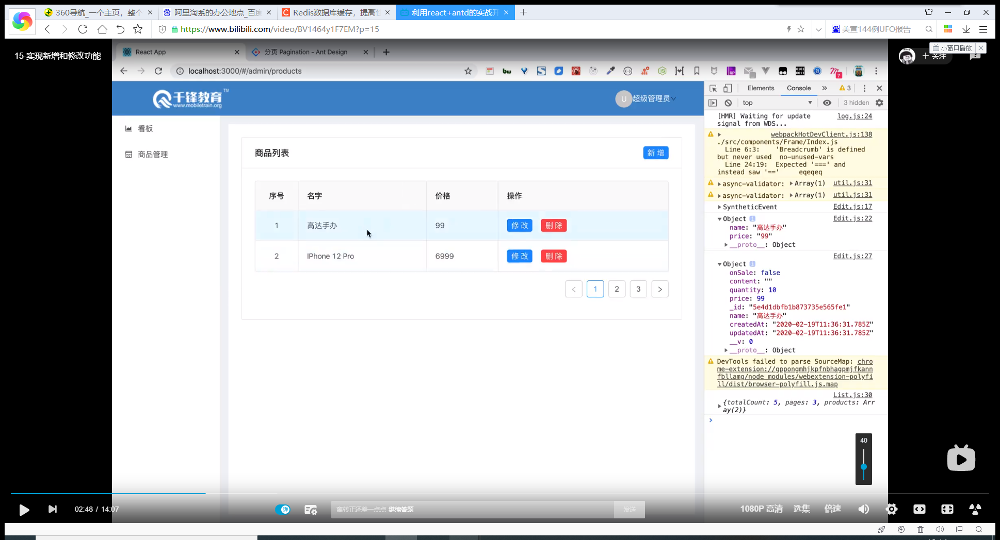 360导航_一个主页，整个
阿里淘系的办公地点_百度
Redis数据库缓存，提高性
利用react+antd的实战开
https://www.bilibili.com/video/BV1464y1F7EM?p=15
美宣144例UFO报告
15-实现新增和修改功能
小窗口播放
+ 关注
React App
分页 Pagination - Ant Design
localhost:3000/#/admin/products
千锋教育 TM
www.mobiletrain.org
U 超级管理员
看板
商品管理
商品列表
新 增
序号 名字 价格 操作
1 高达手办 99 修 改 删 除
2 IPhone 12 Pro 6999 修 改 删 除
< 1 2 3 >
Elements Console » 3
top 3 hidden
[HMR] Waiting for update log.js:24
signal from WDS...
webpackHotDevClient.js:138
./src/components/Frame/Index.js
Line 6:3: 'Breadcrumb' is defined
but never used no-unused-vars
Line 24:19: Expected '===' and
instead saw '==' eqeqeq
async-validator: Array(1) util.js:31
async-validator: Array(1) util.js:31
SyntheticEvent Edit.js:17
Object Edit.js:22
name: "高达手办"
price: "99"
__proto__: Object
Edit.js:27
Object
onSale: false
content: ""
quantity: 10
price: 99
_id: "5e4d1dbfb1b873735e565fe1"
name: "高达手办"
createdAt: "2020-02-19T11:36:31.785Z"
updatedAt: "2020-02-19T11:36:31.785Z"
__v: 0
__proto__: Object
DevTools failed to parse SourceMap: chro
me-extension://gppongmhjkpfnbhagpmjfkann
fbllamg/node_modules/webextension-polyfi
ll/dist/browser-polyfill.js.map
List.js:30
{totalCount: 5, pages: 3, products: Arr
ay(2)}
40
02:48 / 14:07
弹
离转正还差一点点 继续答题
发送
1080P 高清 选集 倍速